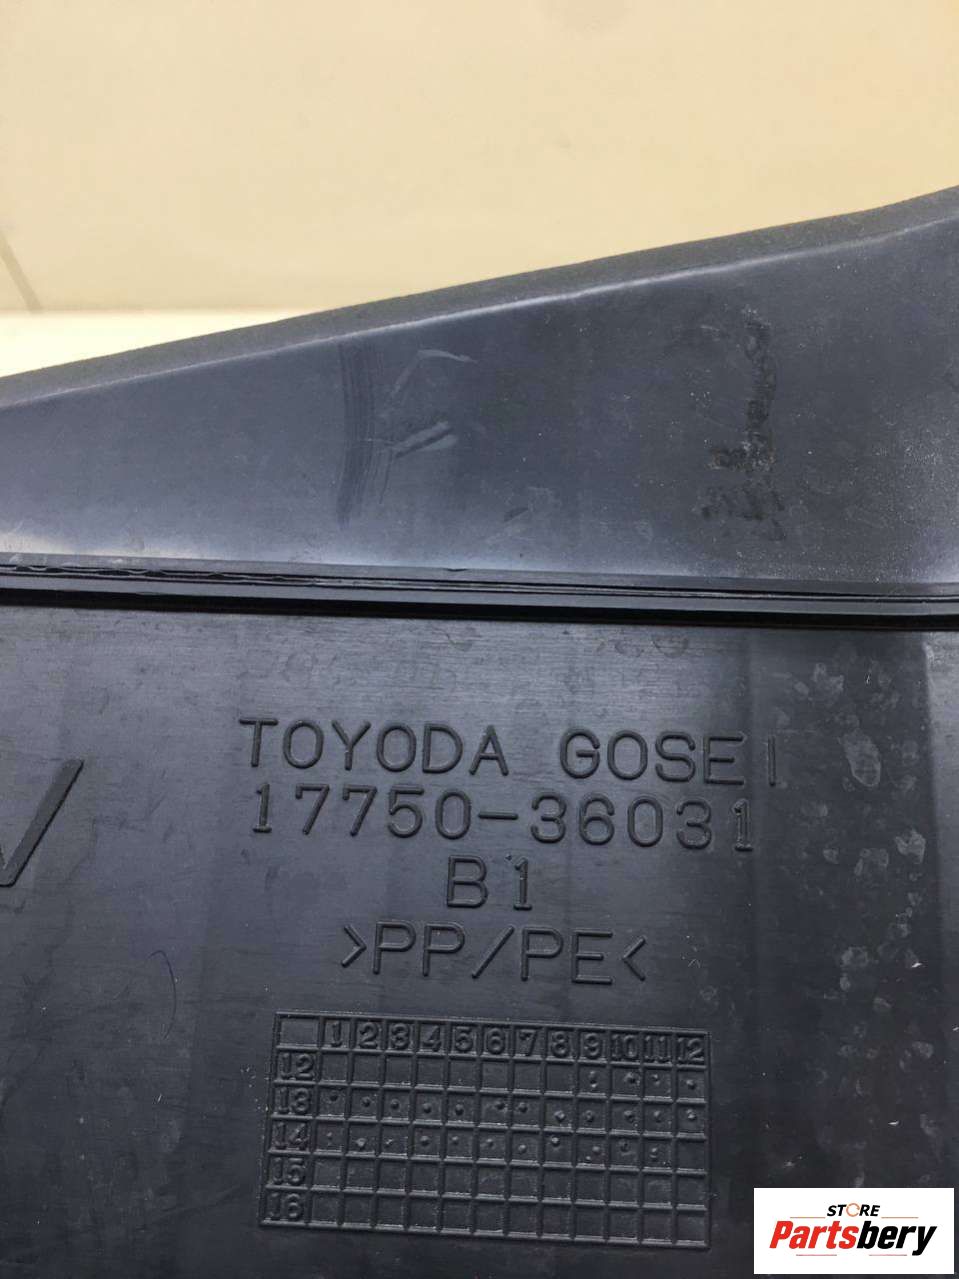 TOYODA GOSEI
17750-36031
B1
>PP/PE<
1 2 3 4 5 6 7 8 9 10 11 12
12
13
14
15
16
STORE
Partsbery